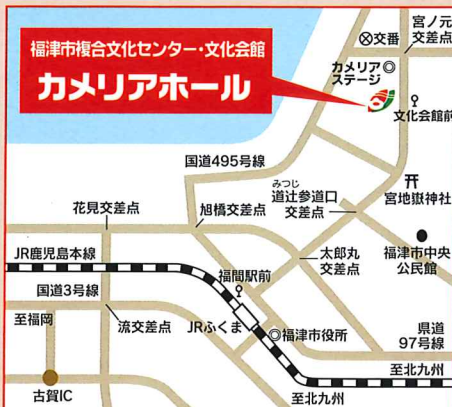 福津市複合文化センター・文化会館
カメリアホール
宮ノ元
交差点
交番
カメリア
ステージ
文化会館前
国道495号線
みつじ
道辻参道口
交差点
宮地嶽神社
花見交差点
旭橋交差点
太郎丸
交差点
福津市中央
公民館
JR鹿児島本線
福間駅前
国道3号線
至福岡
流交差点
JRふくま
福津市役所
県道
97号線
至北九州
古賀IC
至北九州